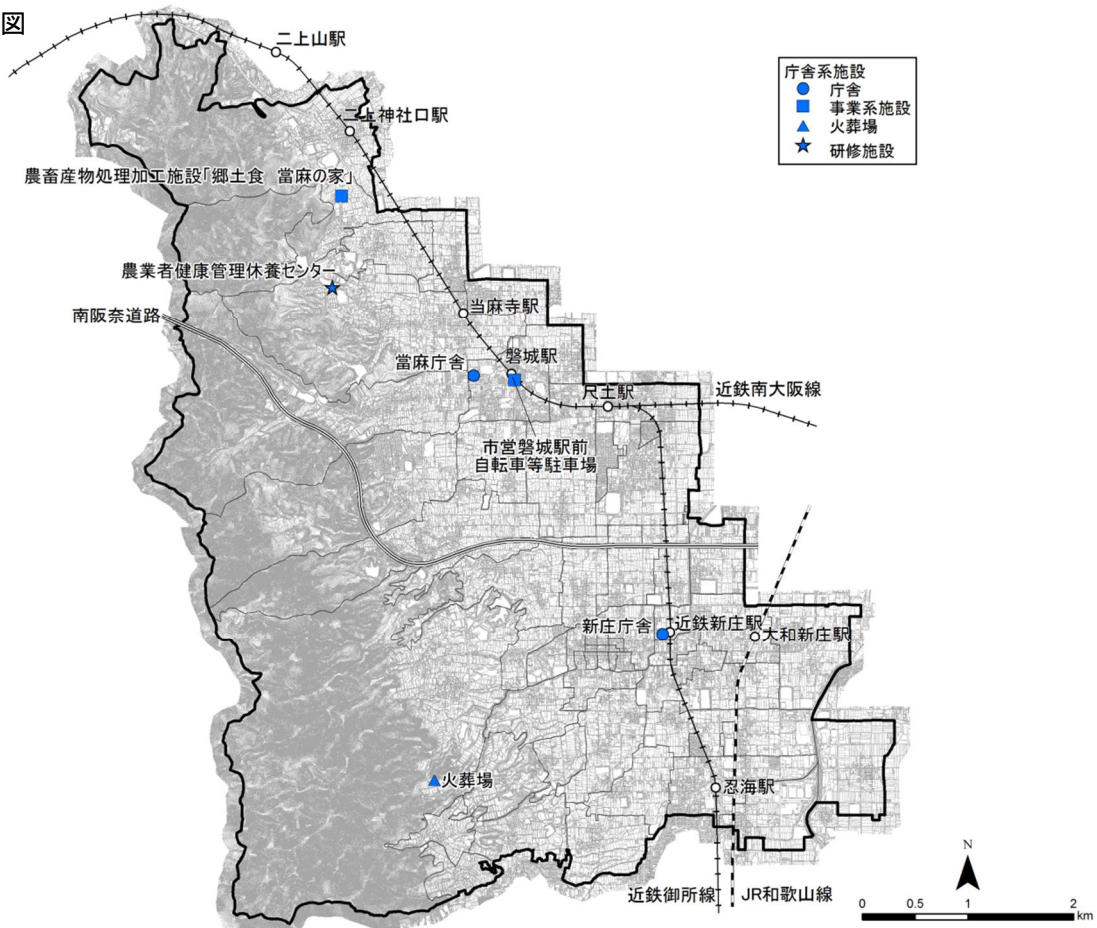 図
二上山駅
庁舎系施設
庁舎
事業系施設
火葬場
研修施設
二上神社口駅
農畜産物処理加工施設「郷土食　當麻の家」
農業者健康管理休養センター
南阪奈道路
当麻寺駅
當麻庁舎
磐城駅
尺土駅
近鉄南大阪線
市営磐城駅前
自転車等駐車場
新庄庁舎
近鉄新庄駅
大和新庄駅
火葬場
忍海駅
近鉄御所線
JR和歌山線
N
0 0.5 1 2
km